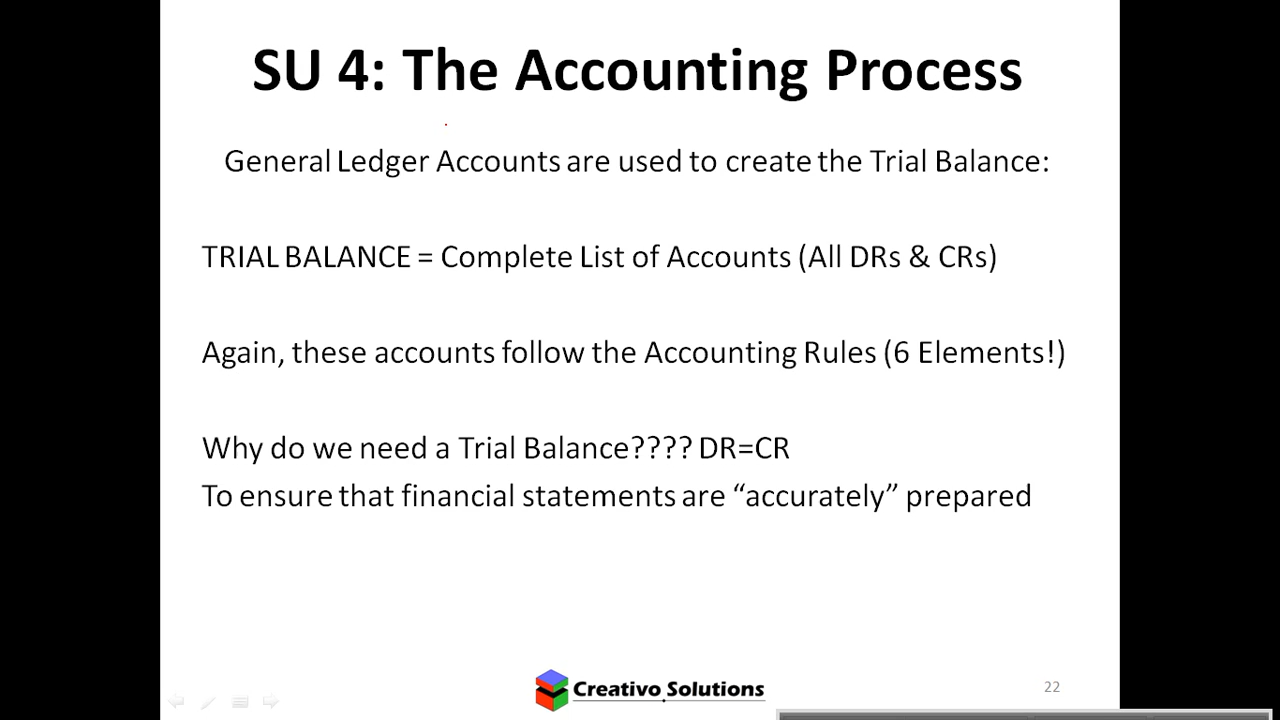 SU 4: The Accounting Process
General Ledger Accounts are used to create the Trial Balance:
TRIAL BALANCE = Complete List of Accounts (All DRs & CRs)
Again, these accounts follow the Accounting Rules (6 Elements!)
Why do we need a Trial Balance???? DR=CR
To ensure that financial statements are “accurately” prepared
Creativo Solutions
22